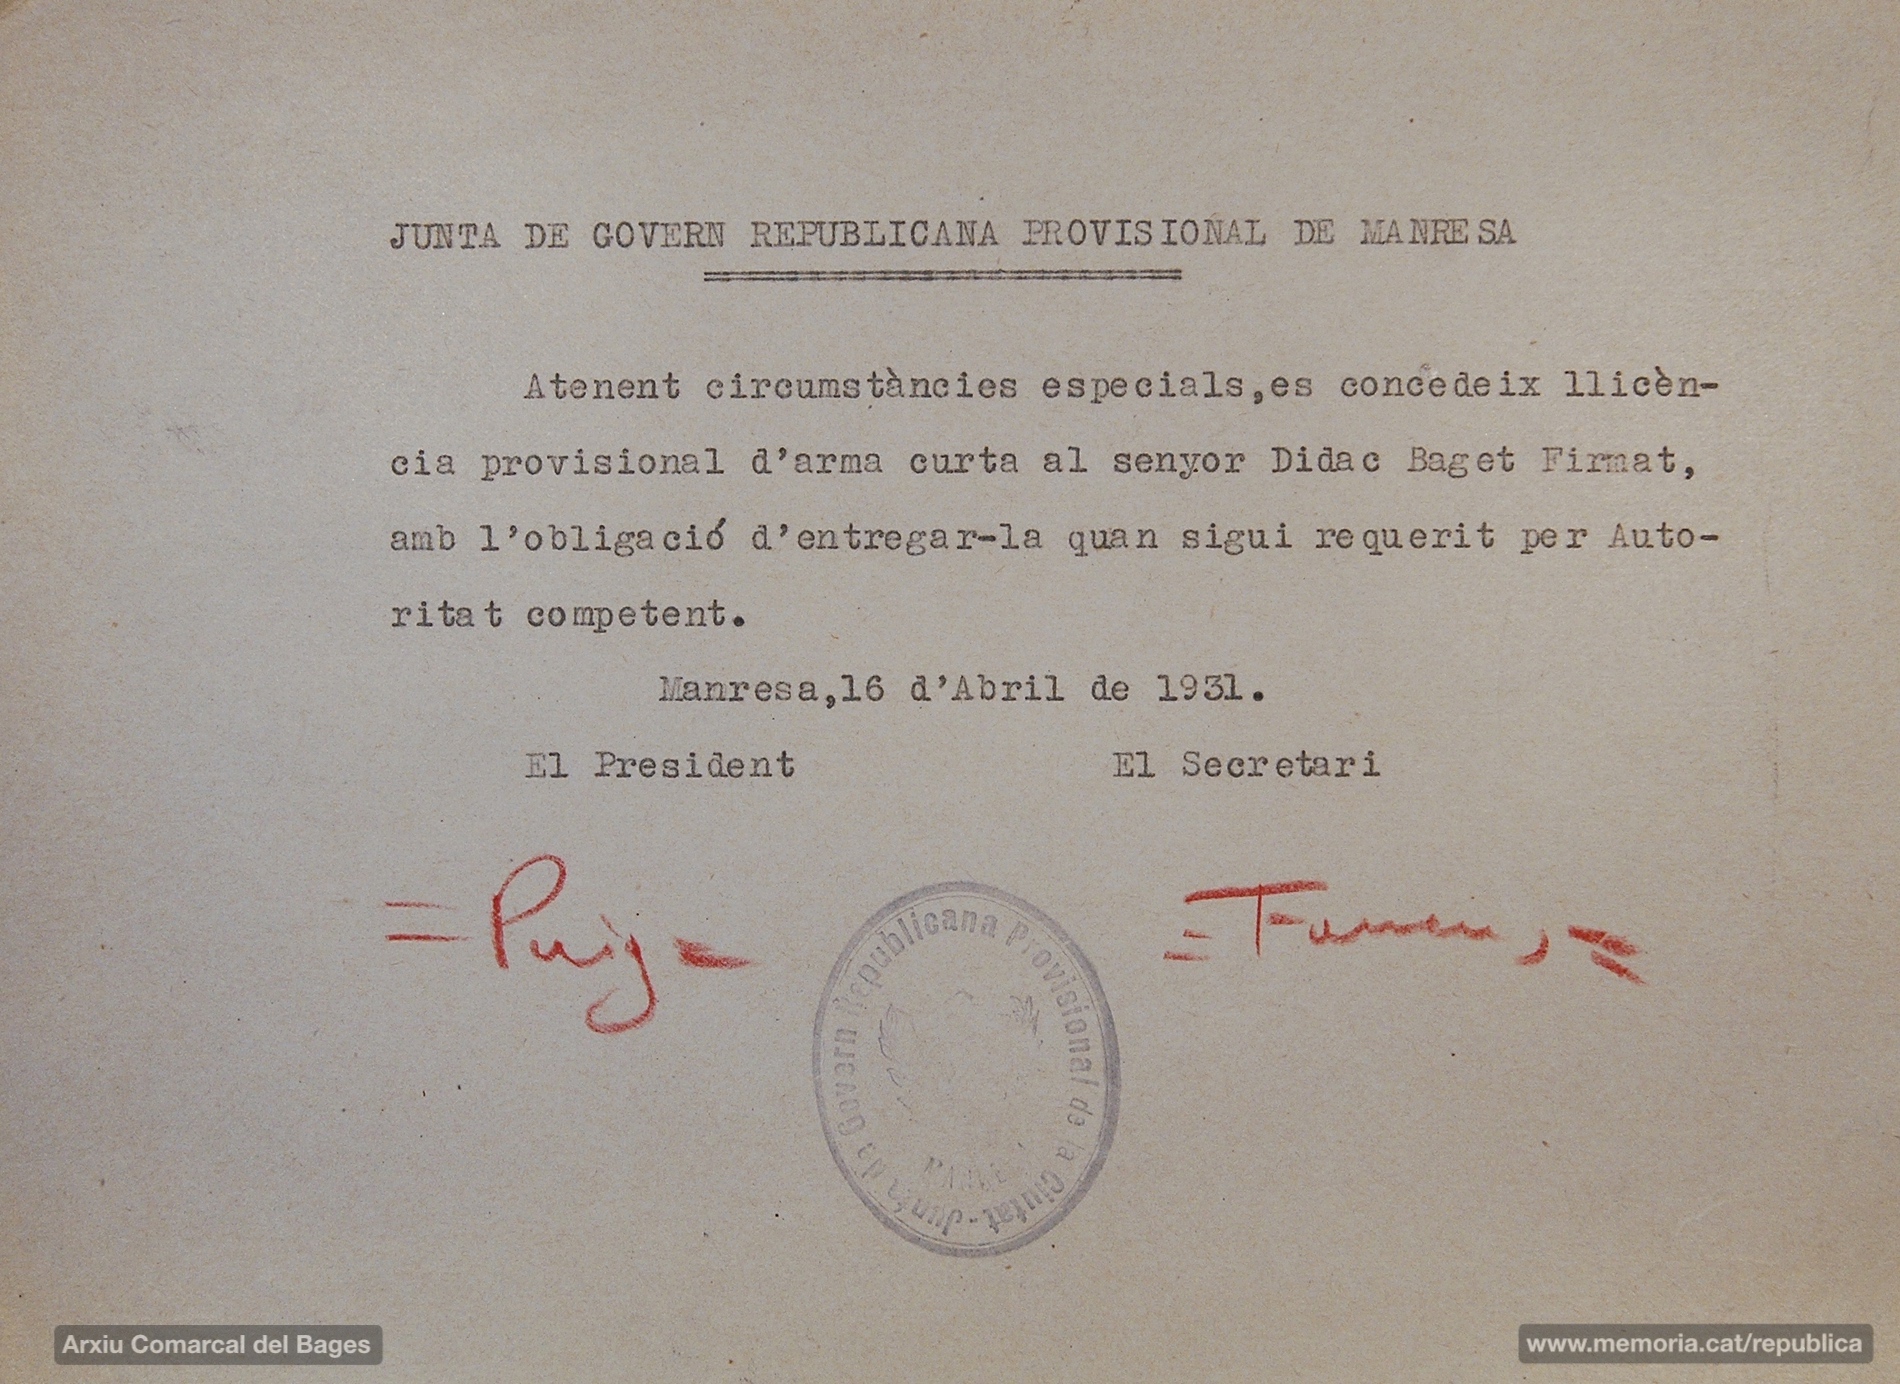 JUNTA DE GOVERN REPUBLICANA PROVISIONAL DE MANRESA
Atenent circumstàncies especials,es concedeix llicèn-
cia provisional d'arma curta al senyor Didac Baget Firmat,
amb l'obligació d'entregar-la quan sigui requerit per Auto-
ritat competent.
Manresa,16 d'Abril de 1931.
El President El Secretari
=Puig=
Junta de Govern Republicana Provisional de la Ciutat-
Arxiu Comarcal del Bages
www.memoria.cat/republica